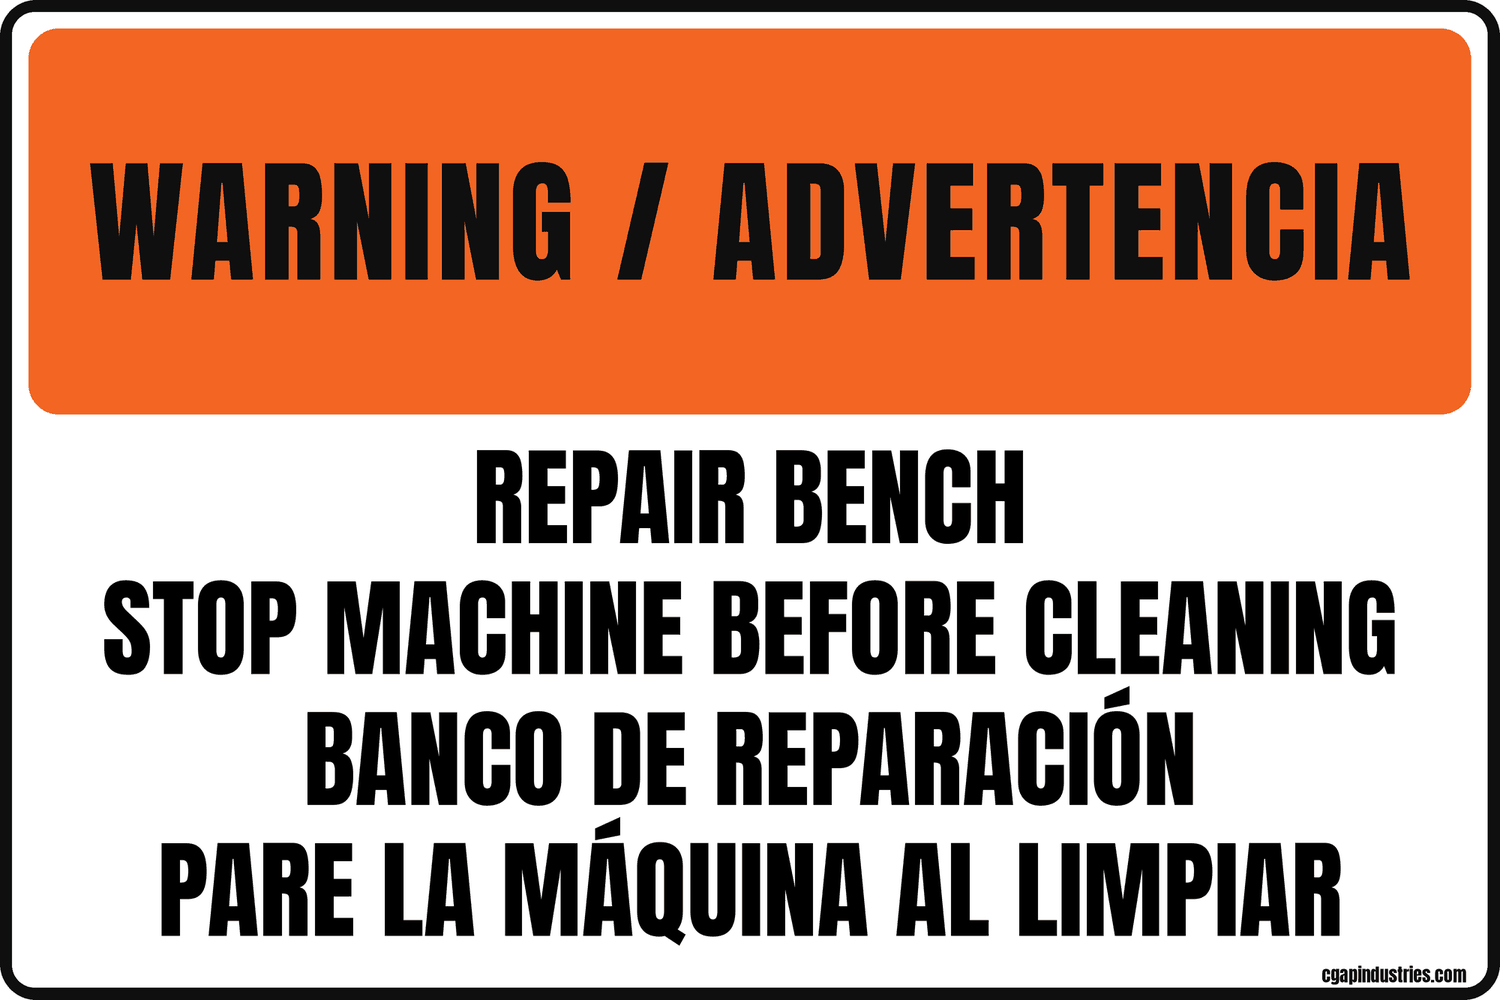 WARNING / ADVERTENCIA
REPAIR BENCH
STOP MACHINE BEFORE CLEANING
BANCO DE REPARACIÓN
PARE LA MÁQUINA AL LIMPIAR
cgapindustries.com